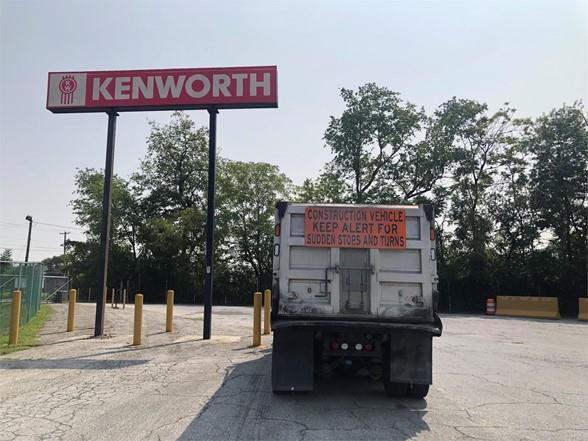 KENWORTH
CONSTRUCTION VEHICLE
KEEP ALERT FOR
SUDDEN STOPS AND TURNS